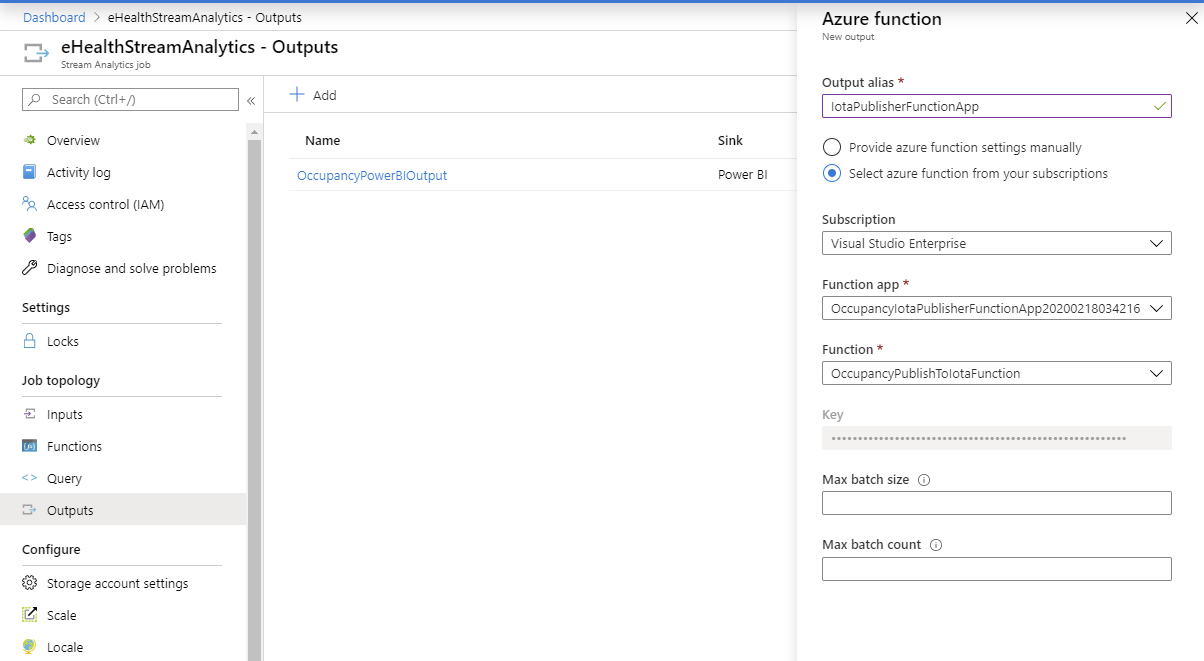 Dashboard > eHealthStreamAnalytics - Outputs
eHealthStreamAnalytics - Outputs
Stream Analytics job
Search (Ctrl+/)
«
Overview
Activity log
Access control (IAM)
Tags
Diagnose and solve problems
Settings
Locks
Job topology
Inputs
Functions
Query
Outputs
Configure
Storage account settings
Scale
Locale
+ Add
Name Sink
OccupancyPowerBIOutput Power BI
Azure function
New output
Output alias *
IotaPublisherFunctionApp
Provide azure function settings manually
Select azure function from your subscriptions
Subscription
Visual Studio Enterprise
Function app *
OccupancyIotaPublisherFunctionApp20200218034216
Function *
OccupancyPublishToIotaFunction
Key
Max batch size
Max batch count